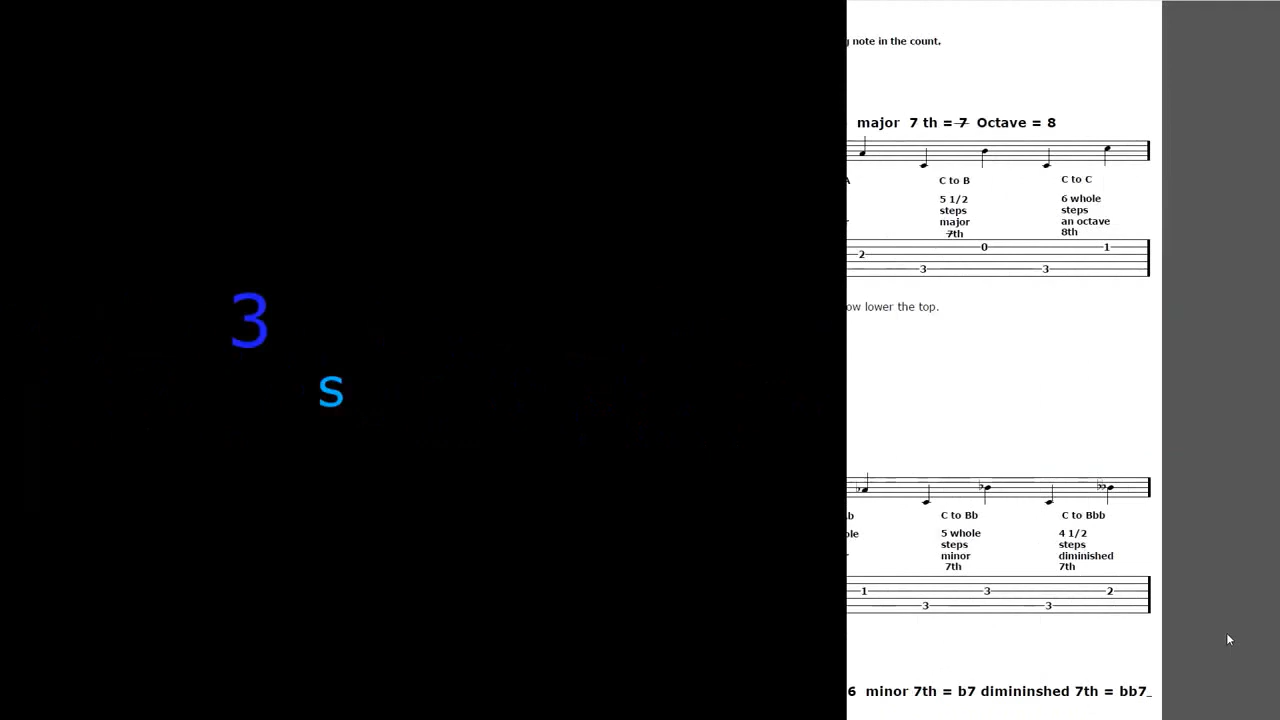 note in the count.
major 7 th = 7 Octave = 8
A
C to B
C to C
5 1/2
steps
major
7th
6 whole
steps
an octave
8th
0
1
2
3
3
3
s
ow lower the top.
b
C to Bb
C to Bbb
5 whole
steps
minor
7th
4 1/2
steps
diminished
7th
1
3
2
3
3
6 minor 7th = b7 dimininshed 7th = bb7_